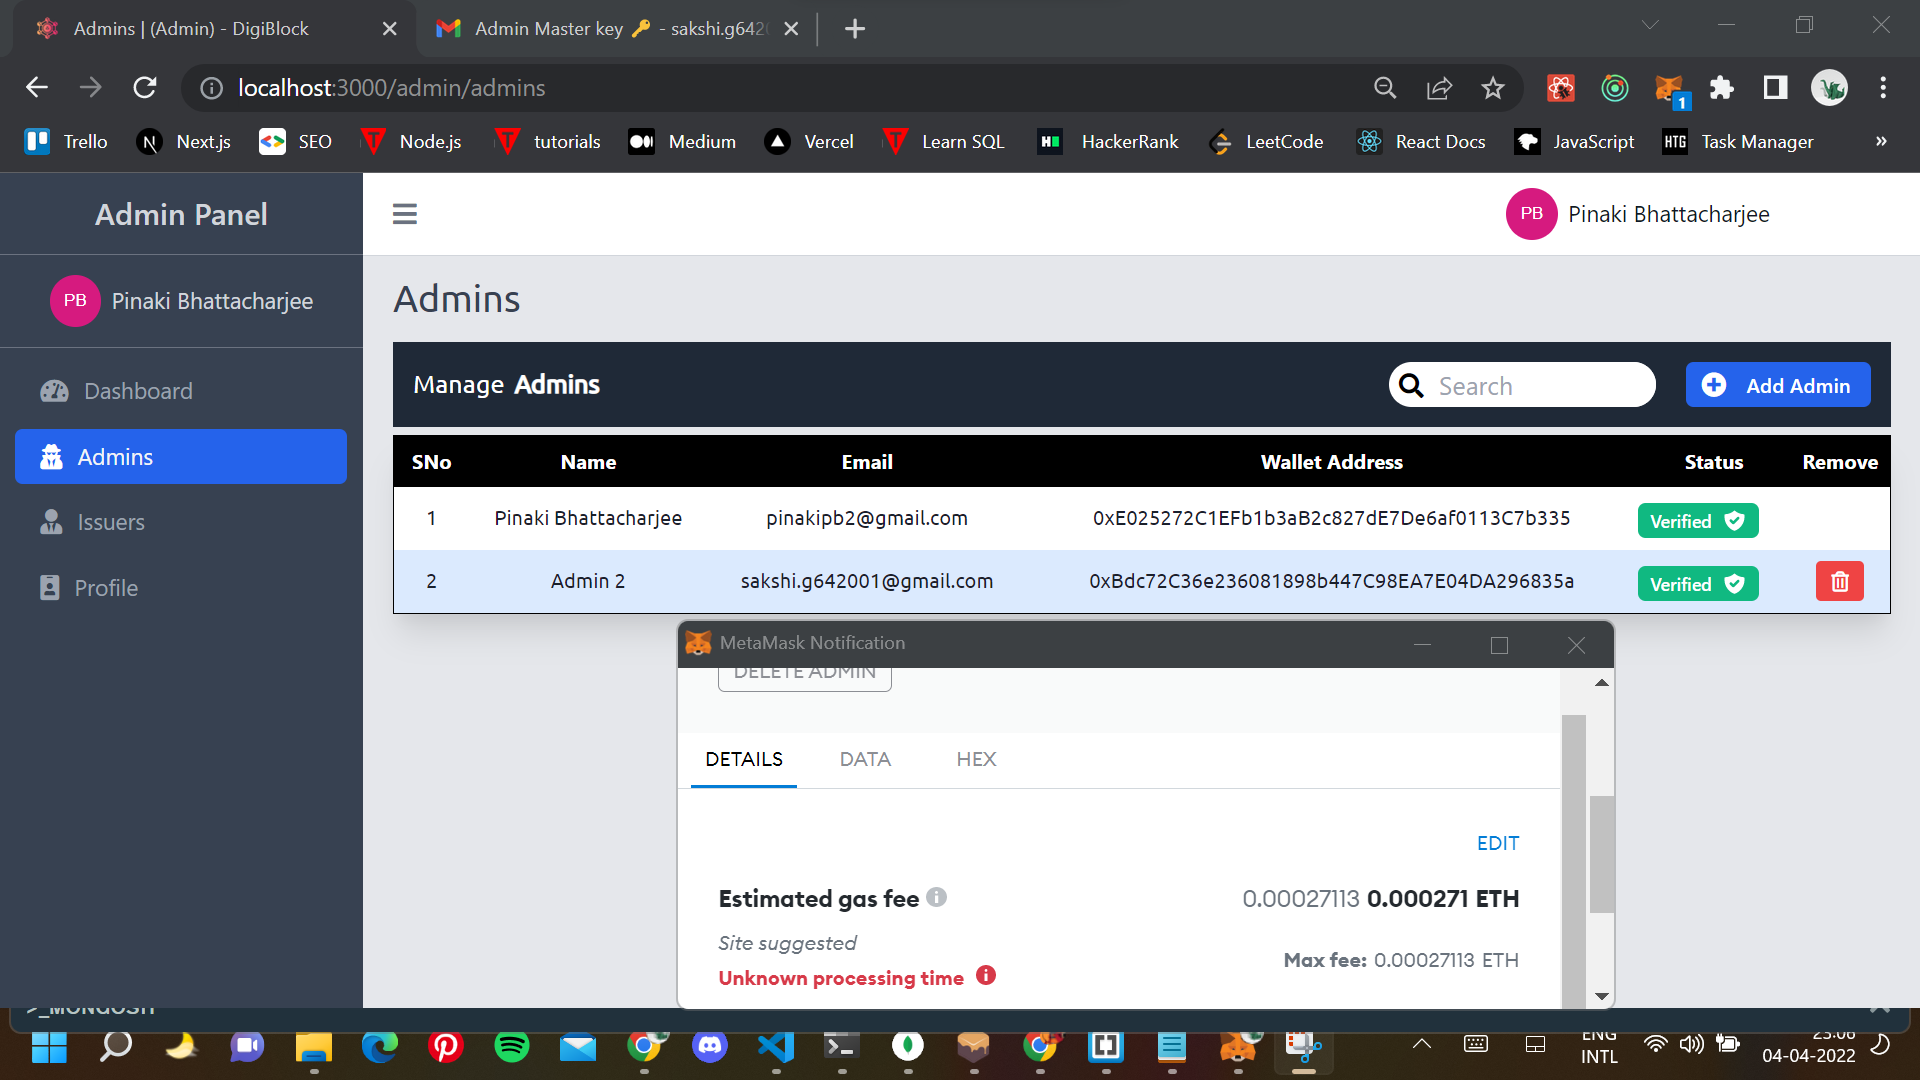 Admins | (Admin) - DigiBlock
Admin Master key 🔑 - sakshi.g642
localhost:3000/admin/admins
1
Trello
Next.js
SEO
Node.js
tutorials
Medium
Vercel
Learn SQL
HackerRank
LeetCode
React Docs
HTG
JavaScript
Task Manager
»
Admin Panel
PB Pinaki Bhattacharjee
PB Pinaki Bhattacharjee
Dashboard
Admins
Issuers
Profile
Admins
Manage Admins
Search
Add Admin
SNo Name Email Wallet Address Status Remove
1 Pinaki Bhattacharjee pinakipb2@gmail.com 0xE025272C1EFb1b3aB2c827dE7De6af0113C7b335 Verified
2 Admin 2 sakshi.g642001@gmail.com 0xBdc72C36e236081898b447C98EA7E04DA296835a Verified
MetaMask Notification
DELETE ADMIN
DETAILS DATA HEX
EDIT
Estimated gas fee 0.00027113 0.000271 ETH
Site suggested
Max fee: 0.00027113 ETH
Unknown processing time
>_MONGOSH
ENG
INTL
23:06
04-04-2022